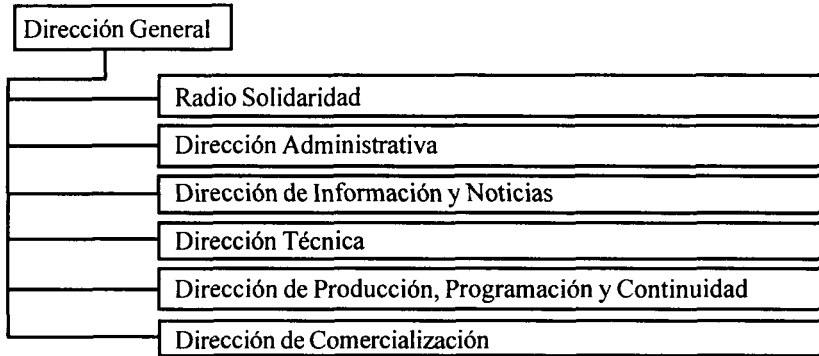 Dirección General
Radio Solidaridad
Dirección Administrativa
Dirección de Información y Noticias
Dirección Técnica
Dirección de Producción, Programación y Continuidad
Dirección de Comercialización